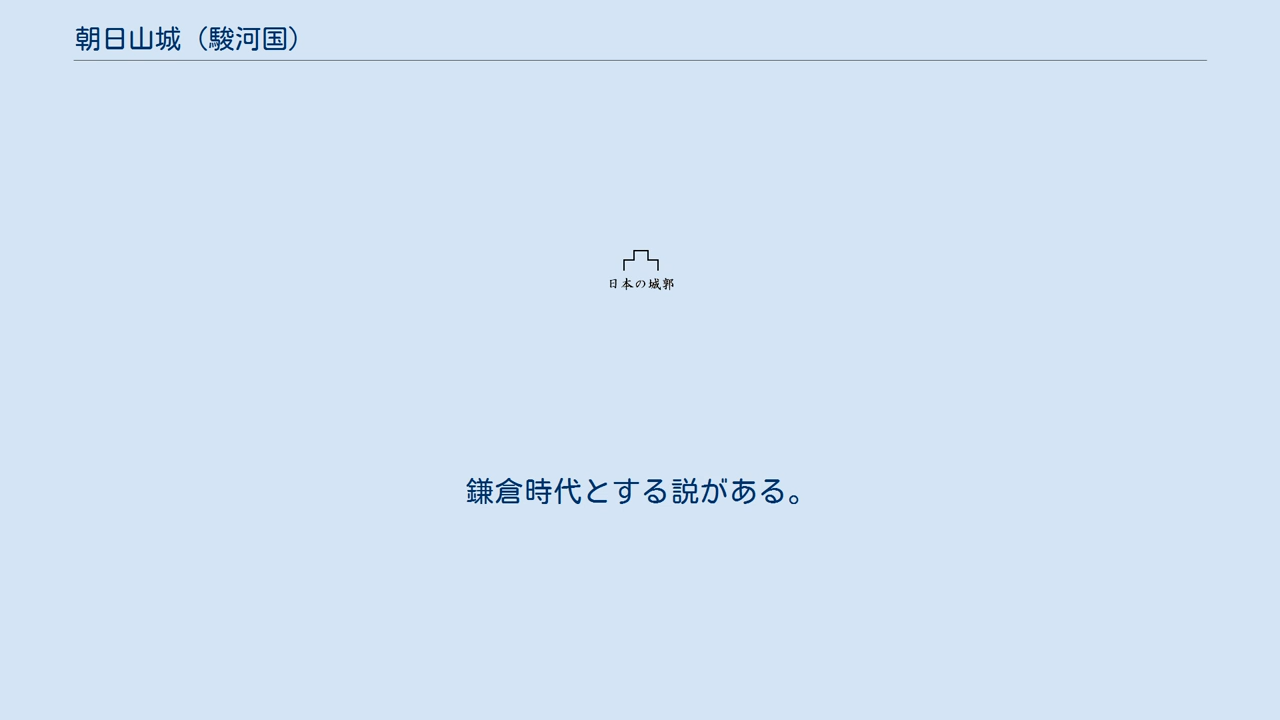 朝日山城（駿河国）
日本の城郭
鎌倉時代とする説がある。